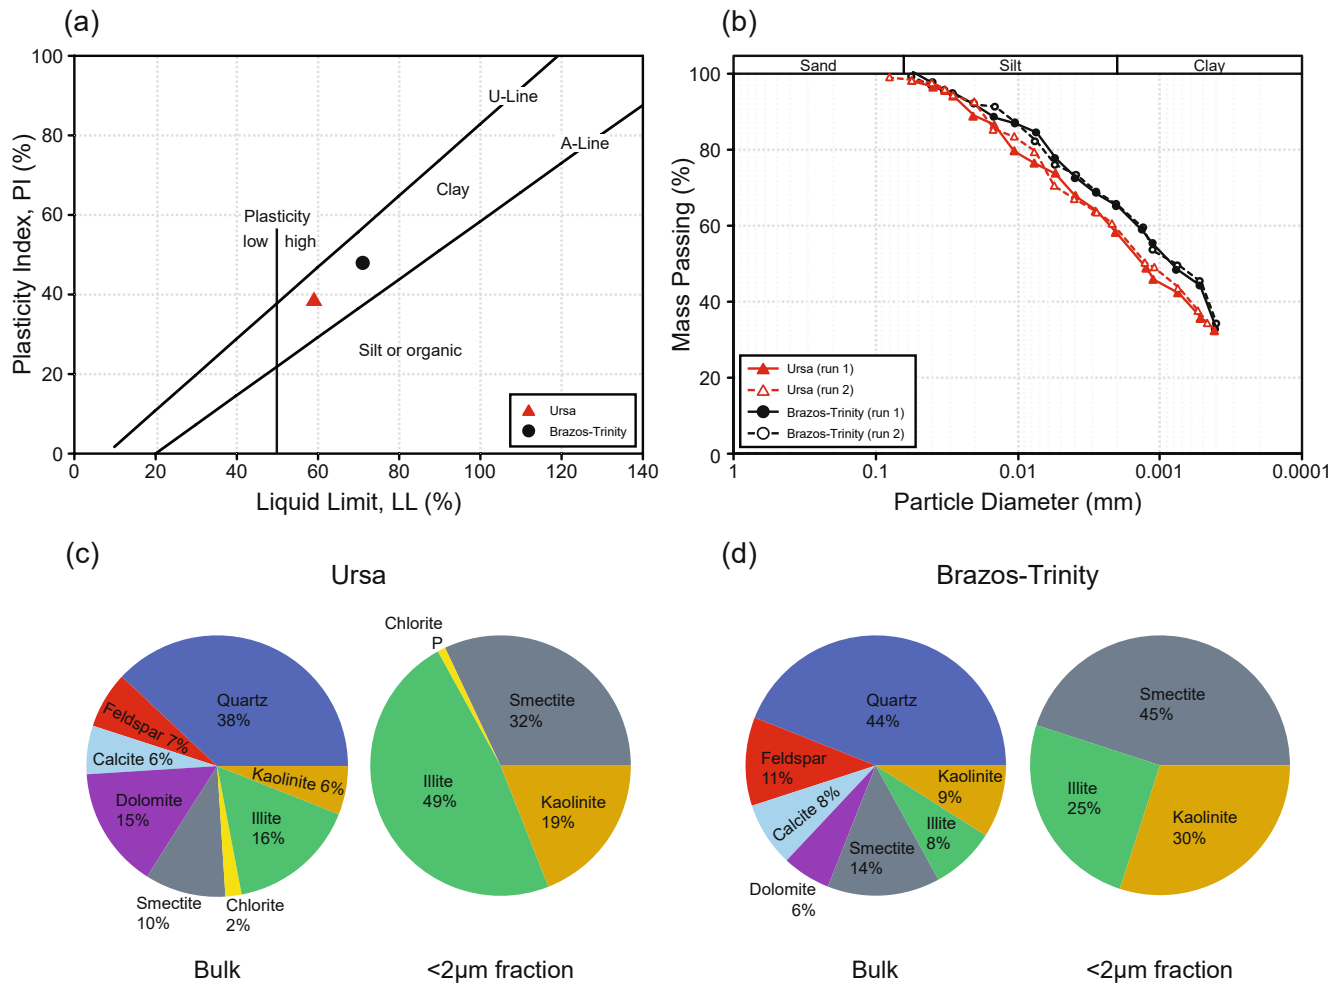 (a)
100
80
60
40
20
0
0
20
40
60
80
100
120
140
Plasticity Index, PI (%)
Liquid Limit, LL (%)
U-Line
A-Line
Clay
Plasticity
low
high
Silt or organic
Ursa
Brazos-Trinity
(b)
Sand
Silt
Clay
100
80
60
40
20
0
1
0.1
0.01
0.001
0.0001
Mass Passing (%)
Particle Diameter (mm)
Ursa (run 1)
Ursa (run 2)
Brazos-Trinity (run 1)
Brazos-Trinity (run 2)
(c)
Ursa
Quartz
38%
Feldspar 7%
Calcite 6%
Dolomite
15%
Smectite
10%
Chlorite
2%
Illite
16%
Kaolinite 6%
Bulk
Chlorite
P
Smectite
32%
Illite
49%
Kaolinite
19%
<2µm fraction
(d)
Brazos-Trinity
Quartz
44%
Feldspar
11%
Calcite 8%
Dolomite
6%
Smectite
14%
Illite
8%
Kaolinite
9%
Bulk
Smectite
45%
Illite
25%
Kaolinite
30%
<2µm fraction